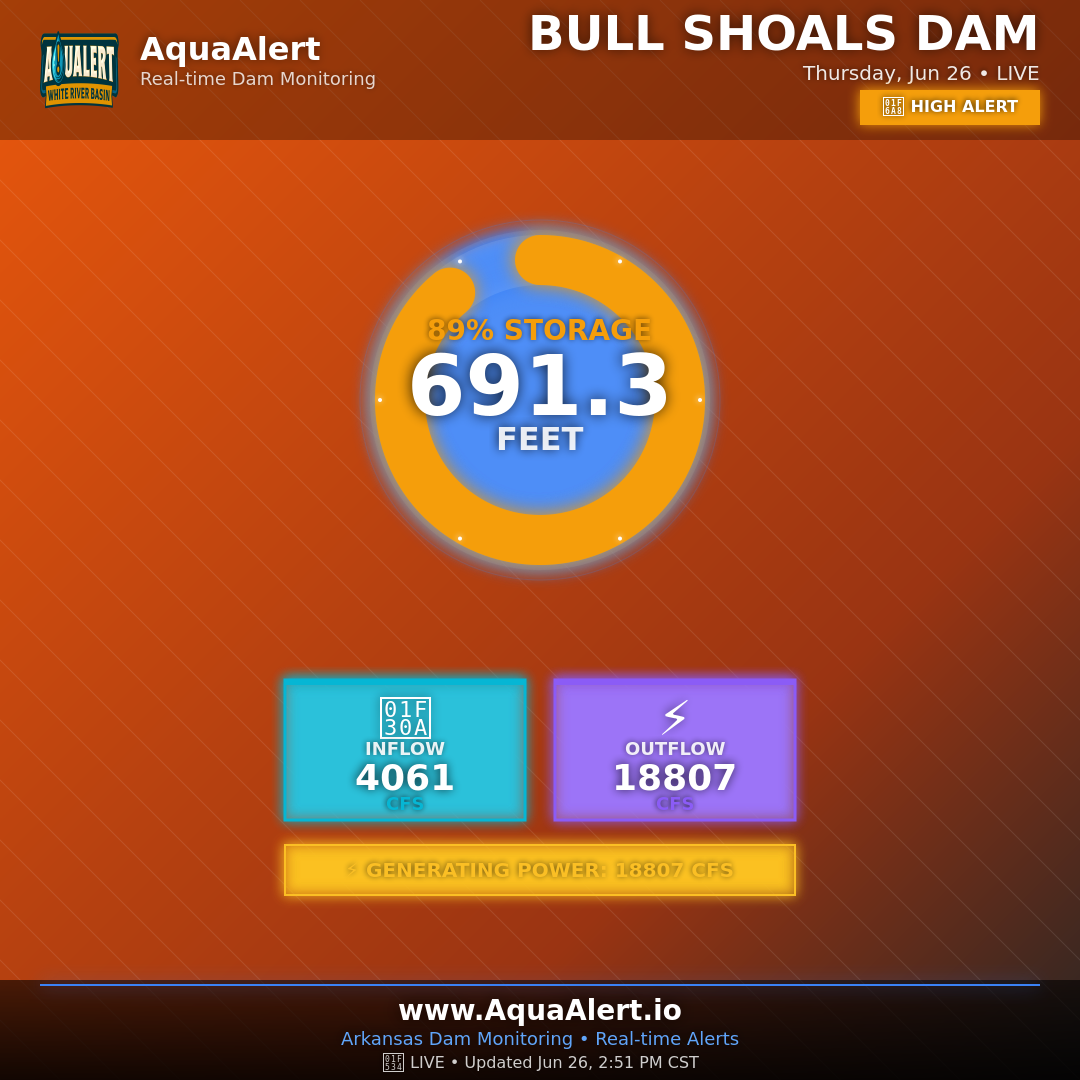 AQUALERT
WHITE RIVER BASIN
AquaAlert
Real-time Dam Monitoring
BULL SHOALS DAM
Thursday, Jun 26 • LIVE
HIGH ALERT
89% STORAGE
691.3
FEET
INFLOW
4061
CFS
⚡
OUTFLOW
18807
CFS
⚡ GENERATING POWER: 18807 CFS
www.AquaAlert.io
Arkansas Dam Monitoring • Real-time Alerts
LIVE • Updated Jun 26, 2:51 PM CST